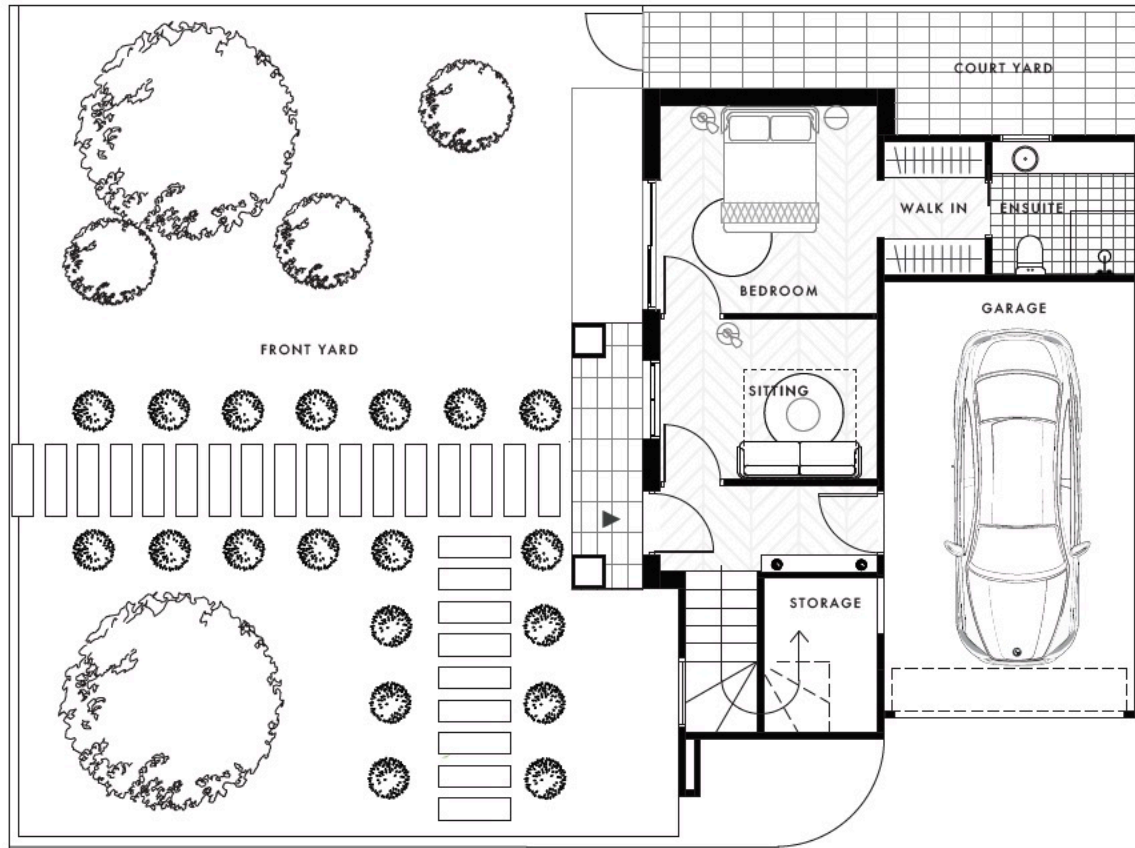 COURT YARD
WALK IN
ENSUITE
BEDROOM
GARAGE
FRONT YARD
SITTING
STORAGE